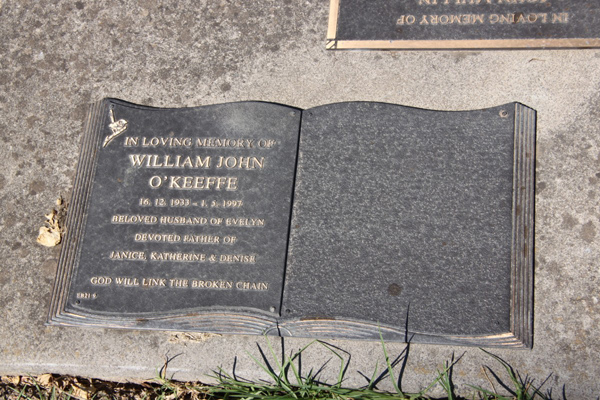 IN LOVING MEMORY OF
IN LOVING MEMORY OF
WILLIAM JOHN
O'KEEFFE
16. 12. 1933 – 1. 5. 1997
BELOVED HUSBAND OF EVELYN
DEVOTED FATHER OF
JANICE, KATHERINE & DENISE
GOD WILL LINK THE BROKEN CHAIN